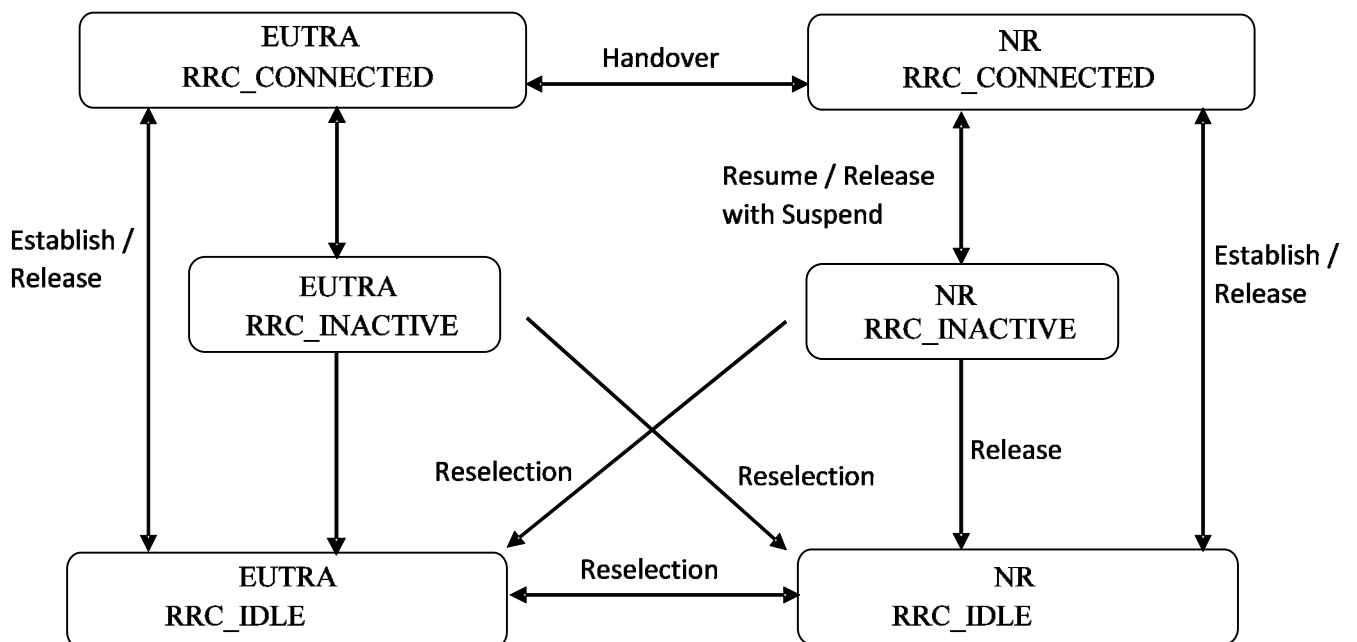 EUTRA
RRC_CONNECTED
Handover
NR
RRC_CONNECTED
Establish /
Release
Resume / Release
with Suspend
Establish /
Release
EUTRA
RRC_INACTIVE
NR
RRC_INACTIVE
Reselection
Reselection
Release
EUTRA
RRC_IDLE
Reselection
NR
RRC_IDLE